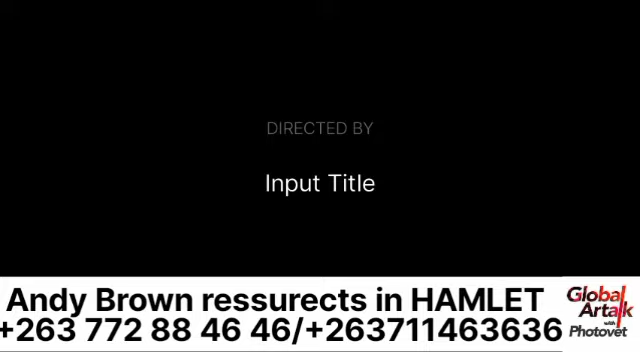 DIRECTED BY
Input Title
Andy Brown ressurects in HAMLET
+263 772 88 46 46/+263711463636
Global
Artalk
with
Photovet